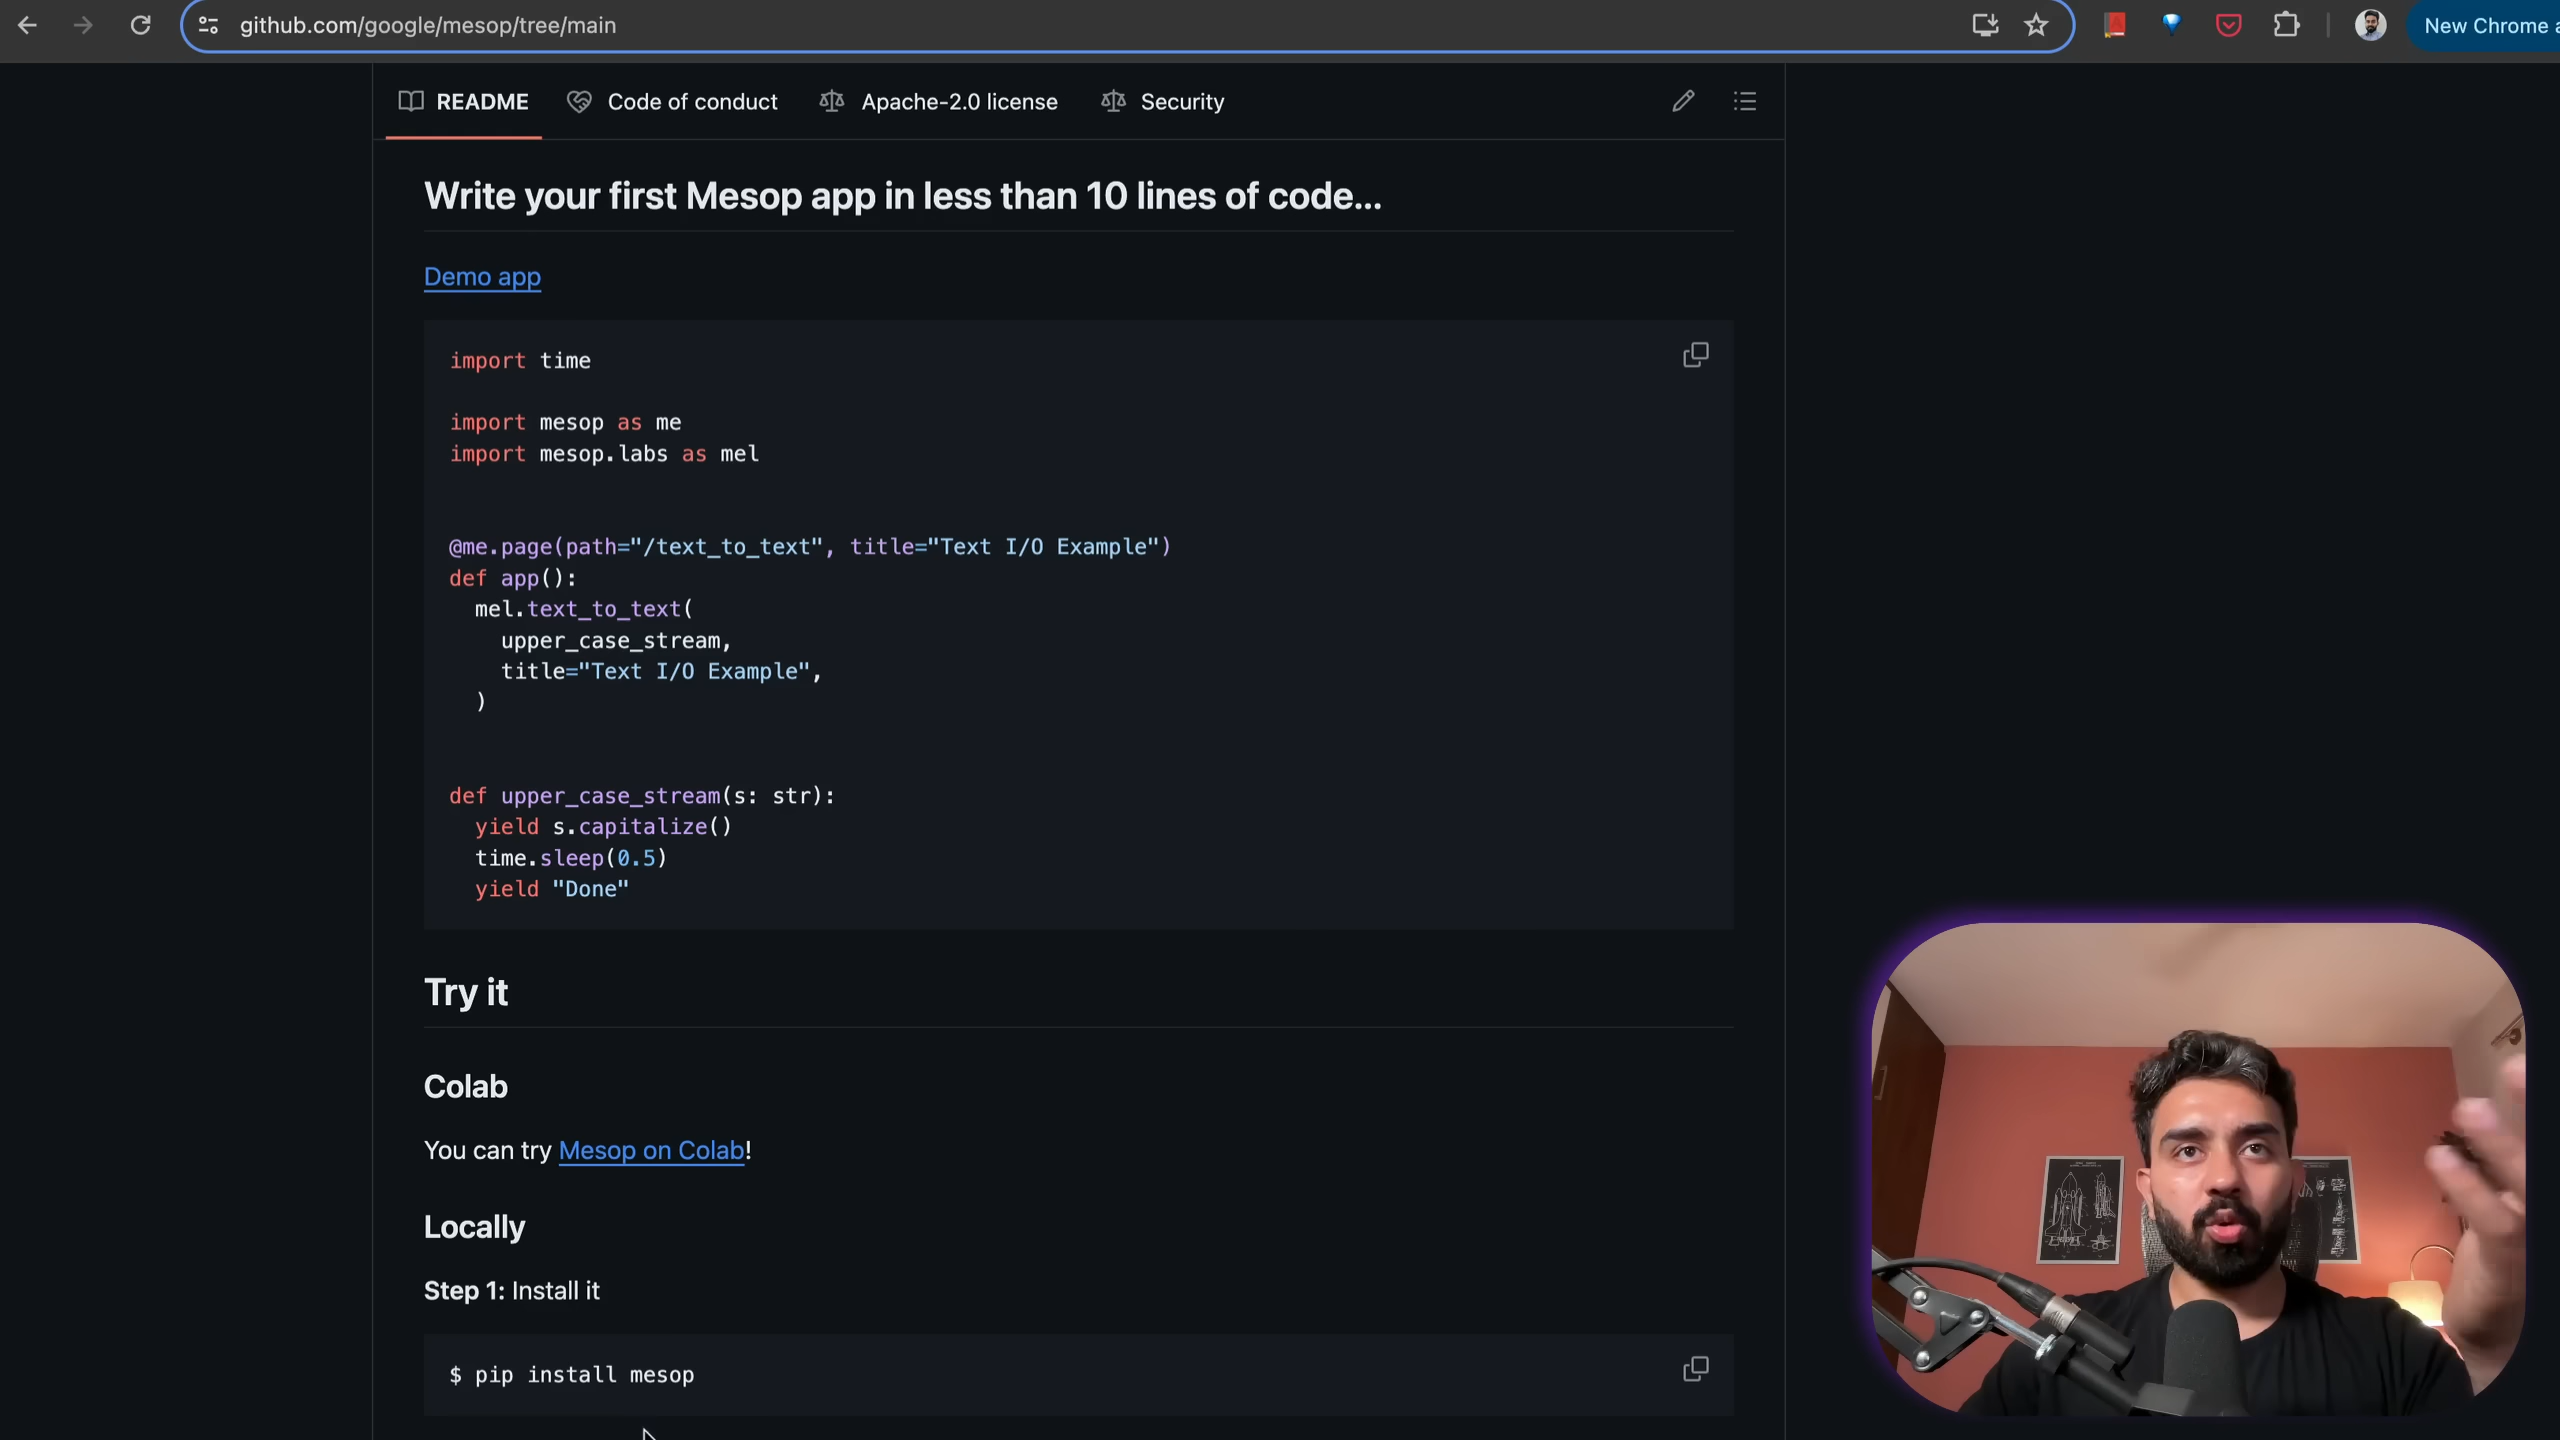 github.com/google/mesop/tree/main
New Chrome a
README
Code of conduct
Apache-2.0 license
Security
Write your first Mesop app in less than 10 lines of code...
Demo app
import time
import mesop as me
import mesop.labs as mel
@me.page(path="/text_to_text", title="Text I/O Example")
def app():
  mel.text_to_text(
    upper_case_stream,
    title="Text I/O Example",
  )
def upper_case_stream(s: str):
  yield s.capitalize()
  time.sleep(0.5)
  yield "Done"
Try it
Colab
You can try Mesop on Colab!
Locally
Step 1: Install it
$ pip install mesop